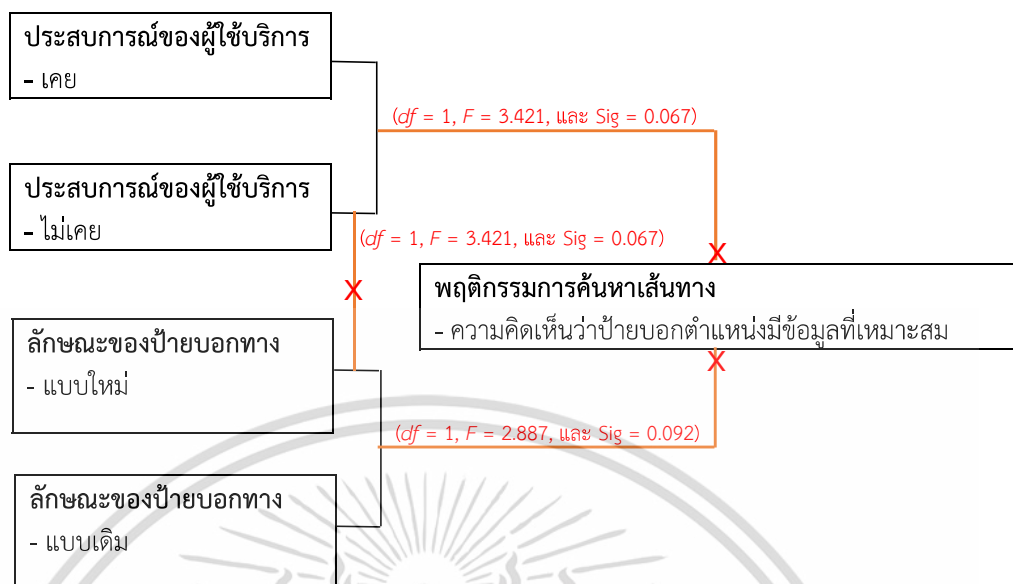 ประสบการณ์ของผู้ใช้บริการ
- เคย
(df = 1, F = 3.421, และ Sig = 0.067)
ประสบการณ์ของผู้ใช้บริการ
- ไม่เคย
(df = 1, F = 3.421, และ Sig = 0.067)
X
X
พฤติกรรมการค้นหาเส้นทาง
- ความคิดเห็นว่าป้ายบอกตำแหน่งมีข้อมูลที่เหมาะสม
X
ลักษณะของป้ายบอกทาง
- แบบใหม่
(df = 1, F = 2.887, และ Sig = 0.092)
ลักษณะของป้ายบอกทาง
- แบบเดิม